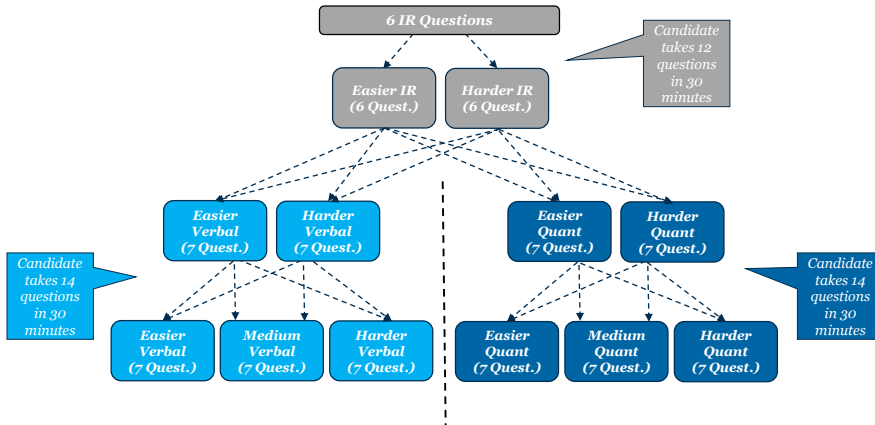 6 IR Questions
Candidate
takes 12
questions
in 30
minutes
Easier IR
(6 Quest.)
Harder IR
(6 Quest.)
Easier
Verbal
(7 Quest.)
Harder
Verbal
(7 Quest.)
Easier
Quant
(7 Quest.)
Harder
Quant
(7 Quest.)
Candidate
takes 14
questions
in 30
minutes
Candidate
takes 14
questions
in 30
minutes
Easier
Verbal
(7 Quest.)
Medium
Verbal
(7 Quest.)
Harder
Verbal
(7 Quest.)
Easier
Quant
(7 Quest.)
Medium
Quant
(7 Quest.)
Harder
Quant
(7 Quest.)